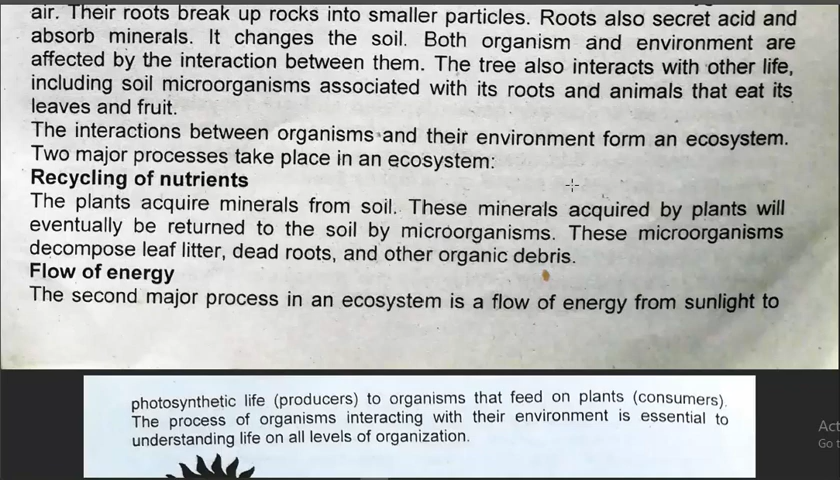 air. Their roots break up rocks into smaller particles. Roots also secret acid and
absorb minerals. It changes the soil. Both organism and environment are
affected by the interaction between them. The tree also interacts with other life,
including soil microorganisms associated with its roots and animals that eat its
leaves and fruit.
The interactions between organisms and their environment form an ecosystem.
Two major processes take place in an ecosystem:
Recycling of nutrients
The plants acquire minerals from soil. These minerals acquired by plants will
eventually be returned to the soil by microorganisms. These microorganisms
decompose leaf litter, dead roots, and other organic debris.
Flow of energy
The second major process in an ecosystem is a flow of energy from sunlight to
photosynthetic life (producers) to organisms that feed on plants (consumers).
The process of organisms interacting with their environment is essential to
understanding life on all levels of organization.
Act
Go t